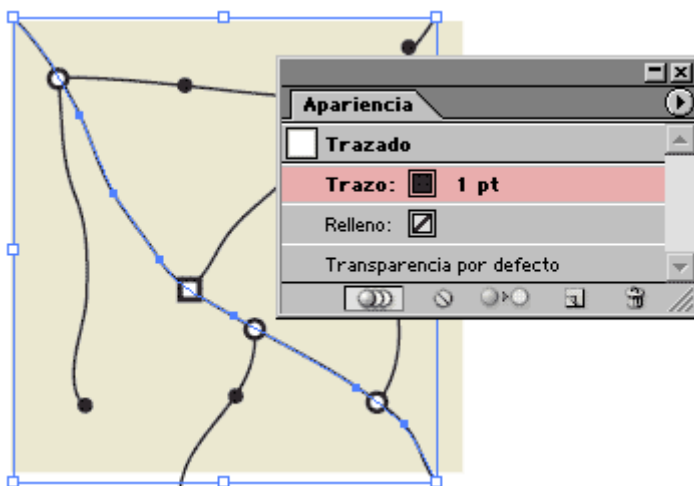 Apariencia
Trazado
Trazo: 1 pt
Relleno:
Transparencia por defecto